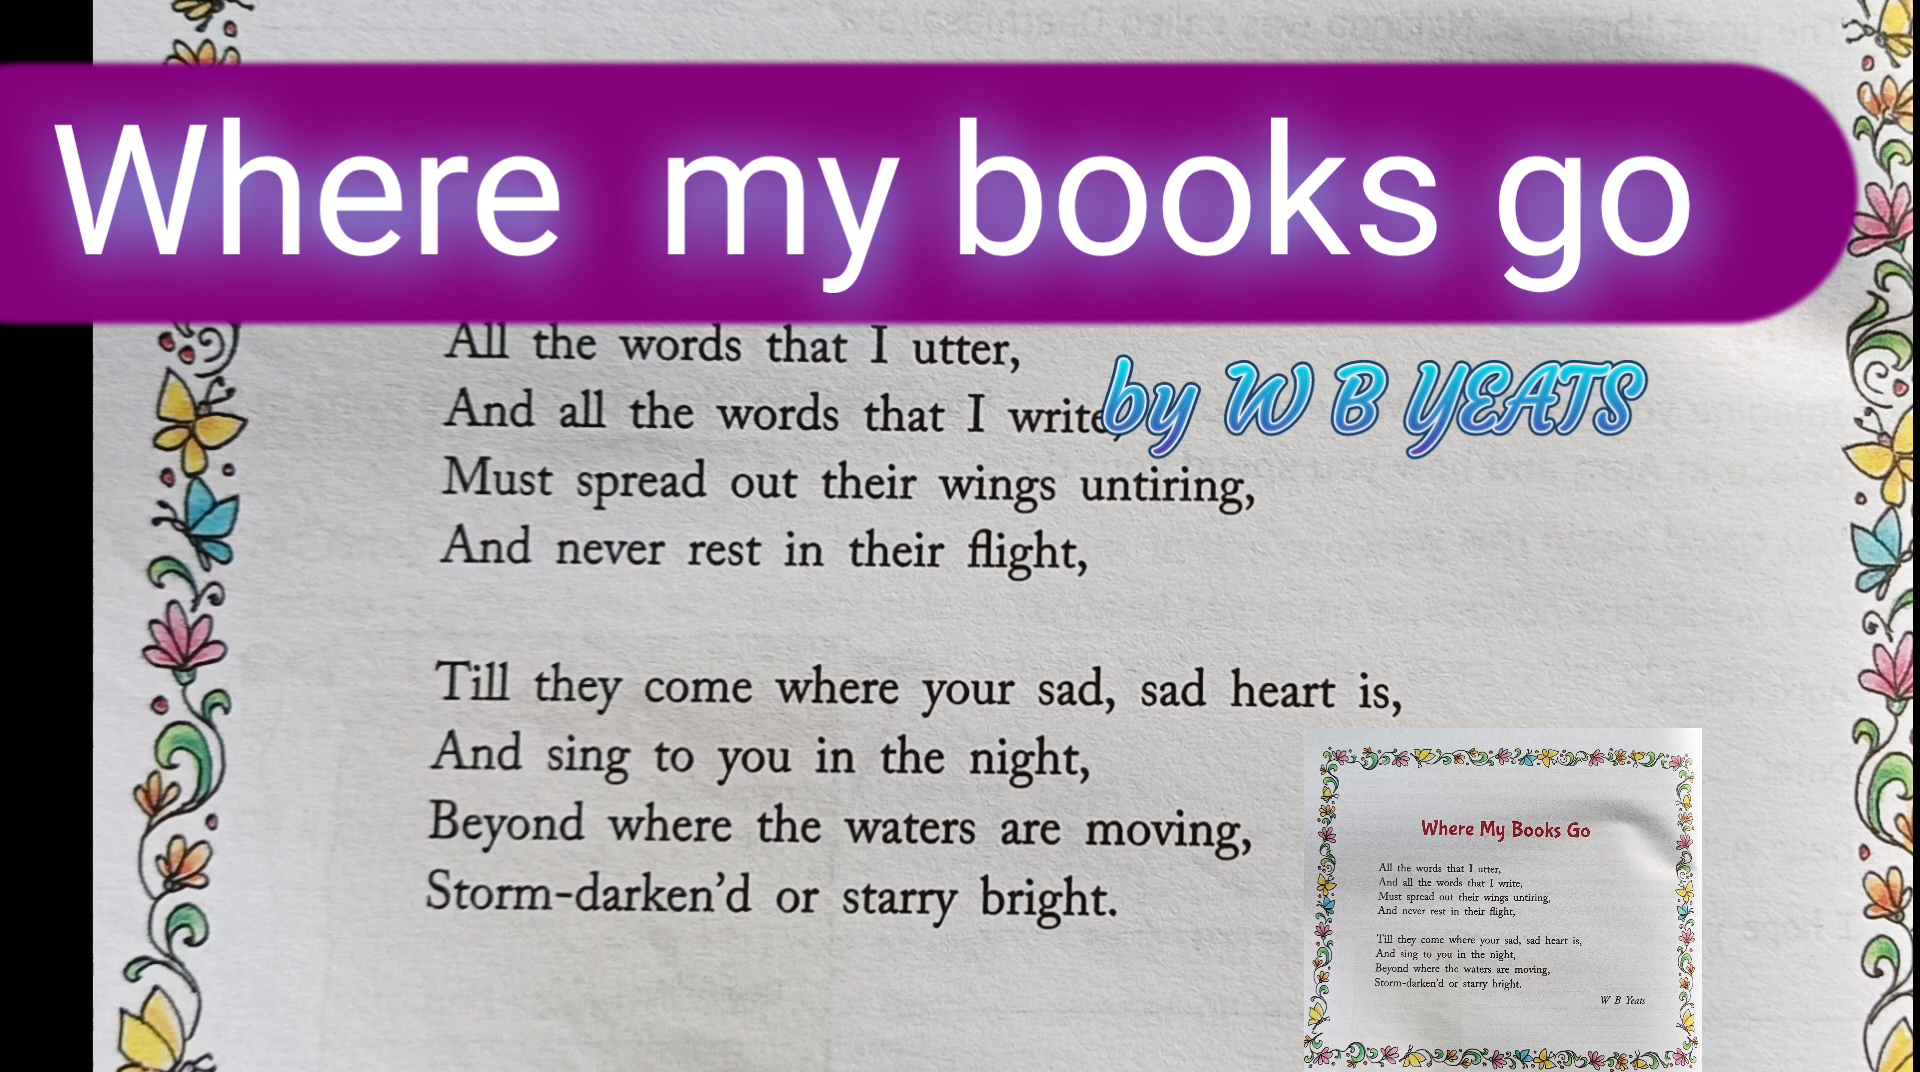 Where my books go
All the words that I utter,
by W B YEATS
And all the words that I write,
Must spread out their wings untiring,
And never rest in their flight,
Till they come where your sad, sad heart is,
And sing to you in the night,
Beyond where the waters are moving,
Storm-darken'd or starry bright.
Where My Books Go
All the words that I utter,
And all the words that I write,
Must spread out their wings untiring,
And never rest in their flight,
Till they come where your sad, sad heart is,
And sing to you in the night,
Beyond where the waters are moving,
Storm-darken'd or starry bright.
W B Yeats